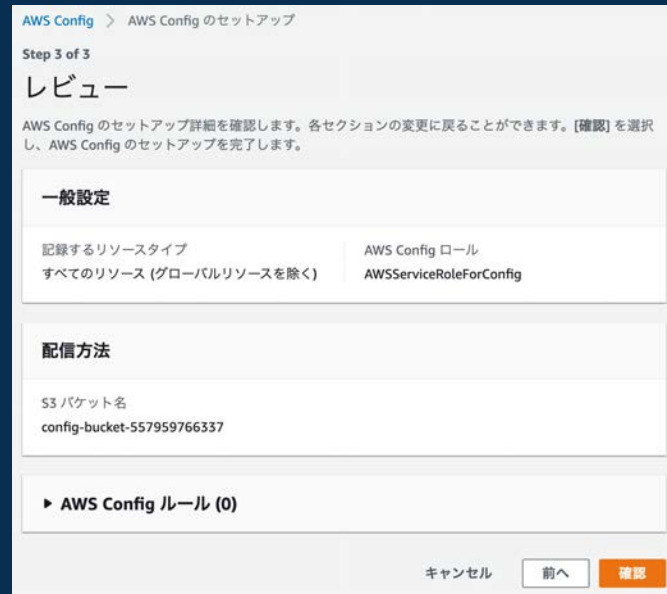 AWS Config > AWS Config のセットアップ
Step 3 of 3
レビュー
AWS Config のセットアップ詳細を確認します。各セクションの変更に戻ることができます。[確認] を選択
し、AWS Config のセットアップを完了します。
一般設定
記録するリソースタイプ
すべてのリソース (グローバルリソースを除く)
AWS Config ロール
AWSServiceRoleForConfig
配信方法
S3 バケット名
config-bucket-557959766337
▶ AWS Config ルール (0)
キャンセル 前へ 確認